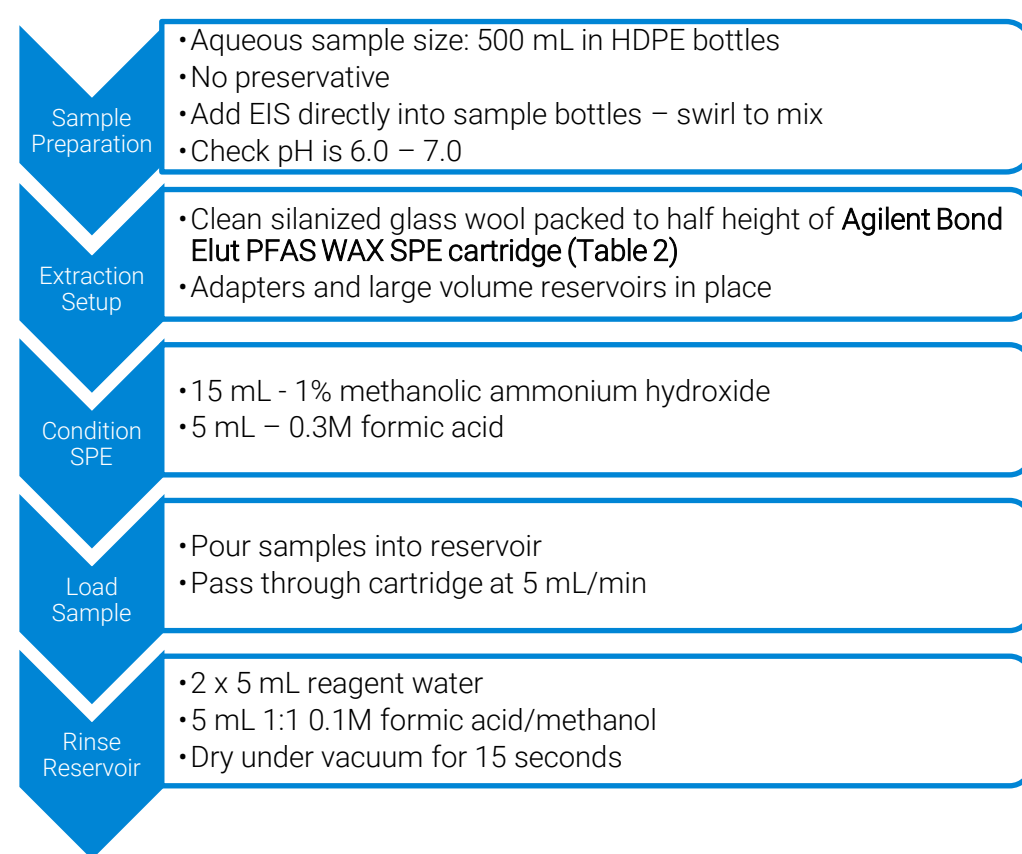 Sample
Preparation
•Aqueous sample size: 500 mL in HDPE bottles
•No preservative
•Add EIS directly into sample bottles – swirl to mix
•Check pH is 6.0 – 7.0
Extraction
Setup
•Clean silanized glass wool packed to half height of Agilent Bond
Elut PFAS WAX SPE cartridge (Table 2)
•Adapters and large volume reservoirs in place
Condition
SPE
•15 mL - 1% methanolic ammonium hydroxide
•5 mL – 0.3M formic acid
Load
Sample
•Pour samples into reservoir
•Pass through cartridge at 5 mL/min
Rinse
Reservoir
•2 x 5 mL reagent water
•5 mL 1:1 0.1M formic acid/methanol
•Dry under vacuum for 15 seconds